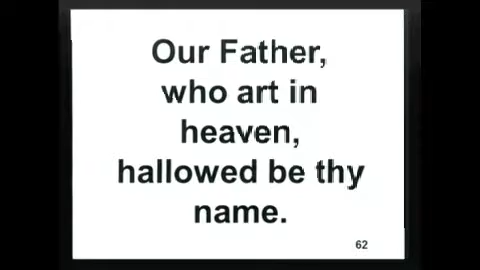 Our Father,
who art in
heaven,
hallowed be thy
name.
62